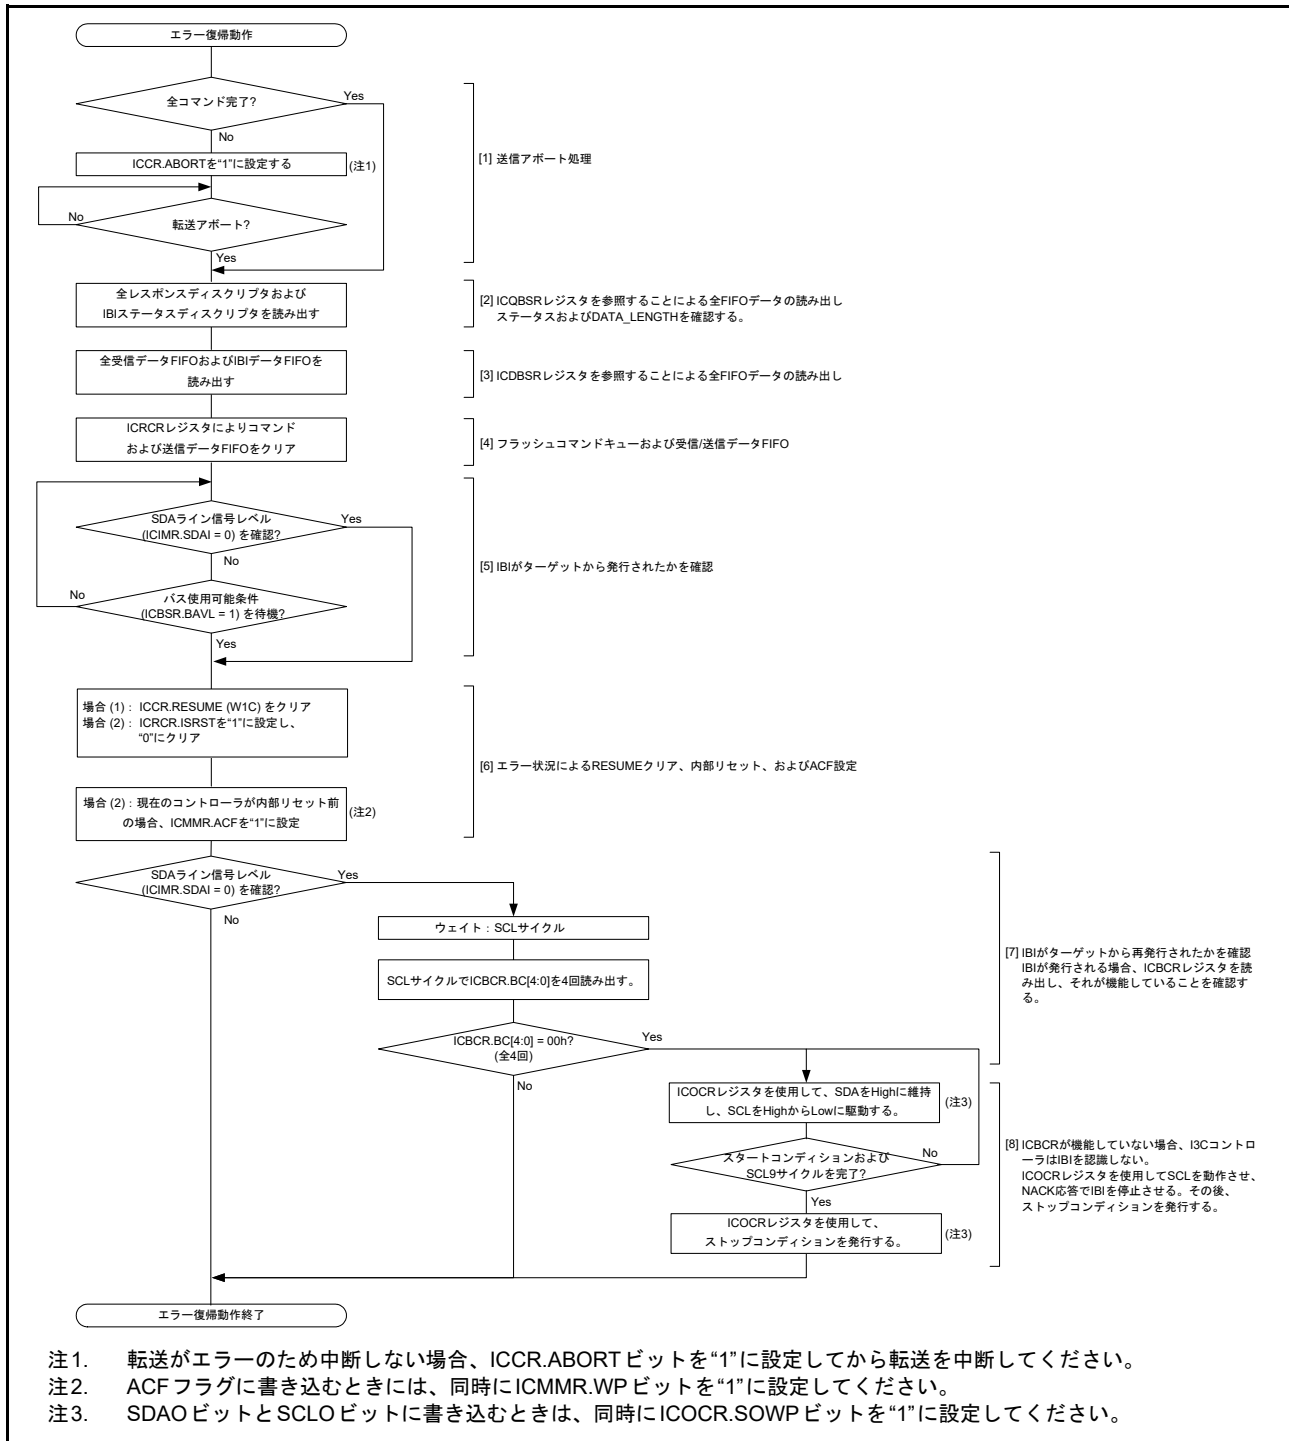 エラー復帰動作
全コマンド完了?
Yes
No
ICCR.ABORTを“1”に設定する
(注1)
[1] 送信アボート処理
No
転送アボート?
Yes
全レスポンスディスクリプタおよび
IBIステータスディスクリプタを読み出す
[2] ICQBSRレジスタを参照することによる全FIFOデータの読み出し
ステータスおよびDATA_LENGTHを確認する。
全受信データFIFOおよびIBIデータFIFOを
読み出す
[3] ICDBSRレジスタを参照することによる全FIFOデータの読み出し
ICRCRレジスタによりコマンド
および送信データFIFOをクリア
[4] フラッシュコマンドキューおよび受信/送信データFIFO
SDAライン信号レベル
(ICIMR.SDAI = 0) を確認?
Yes
No
[5] IBIがターゲットから発行されたかを確認
No
バス使用可能条件
(ICBSR.BAVL = 1) を待機?
Yes
場合 (1) : ICCR.RESUME (W1C) をクリア
場合 (2) : ICRCR.ISRSTを“1”に設定し、
“0”にクリア
[6] エラー状況によるRESUMEクリア、内部リセット、およびACF設定
場合 (2) : 現在のコントローラが内部リセット前
の場合、ICMMR.ACFを“1”に設定
(注2)
SDAライン信号レベル
(ICIMR.SDAI = 0) を確認?
Yes
No
ウェイト : SCLサイクル
SCLサイクルでICBCR.BC[4:0]を4回読み出す。
[7] IBIがターゲットから再発行されたかを確認
IBIが発行される場合、ICBCRレジスタを読
み出し、それが機能していることを確認す
る。
ICBCR.BC[4:0] = 00h?
(全4回)
Yes
No
ICOCRレジスタを使用して、SDAをHighに維持
し、SCLをHighからLowに駆動する。
(注3)
スタートコンディションおよび
SCL9サイクルを完了?
No
Yes
[8] ICBCRが機能していない場合、I3Cコントロ
ーラはIBIを認識しない。
ICOCRレジスタを使用してSCLを動作させ、
NACK応答でIBIを停止させる。その後、
ストップコンディションを発行する。
ICOCRレジスタを使用して、
ストップコンディションを発行する。
(注3)
エラー復帰動作終了
注1. 転送がエラーのため中断しない場合、ICCR.ABORTビットを“1”に設定してから転送を中断してください。
注2. ACFフラグに書き込むときには、同時にICMMR.WPビットを“1”に設定してください。
注3. SDAOビットとSCLOビットに書き込むときは、同時にICOCR.SOWPビットを“1”に設定してください。